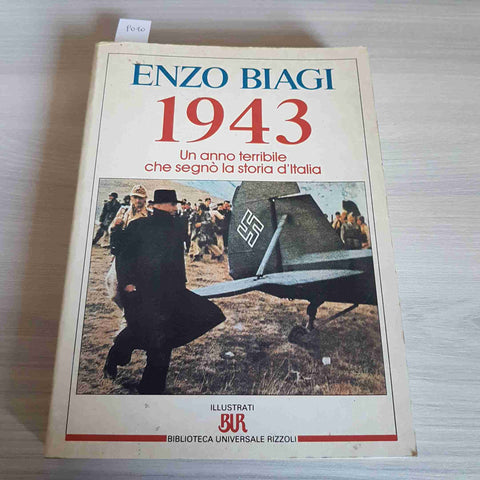 ENZO BIAGI
1943
Un anno terribile
che segnò la storia d'Italia
ILLUSTRATI
BUR
BIBLIOTECA UNIVERSALE RIZZOLI